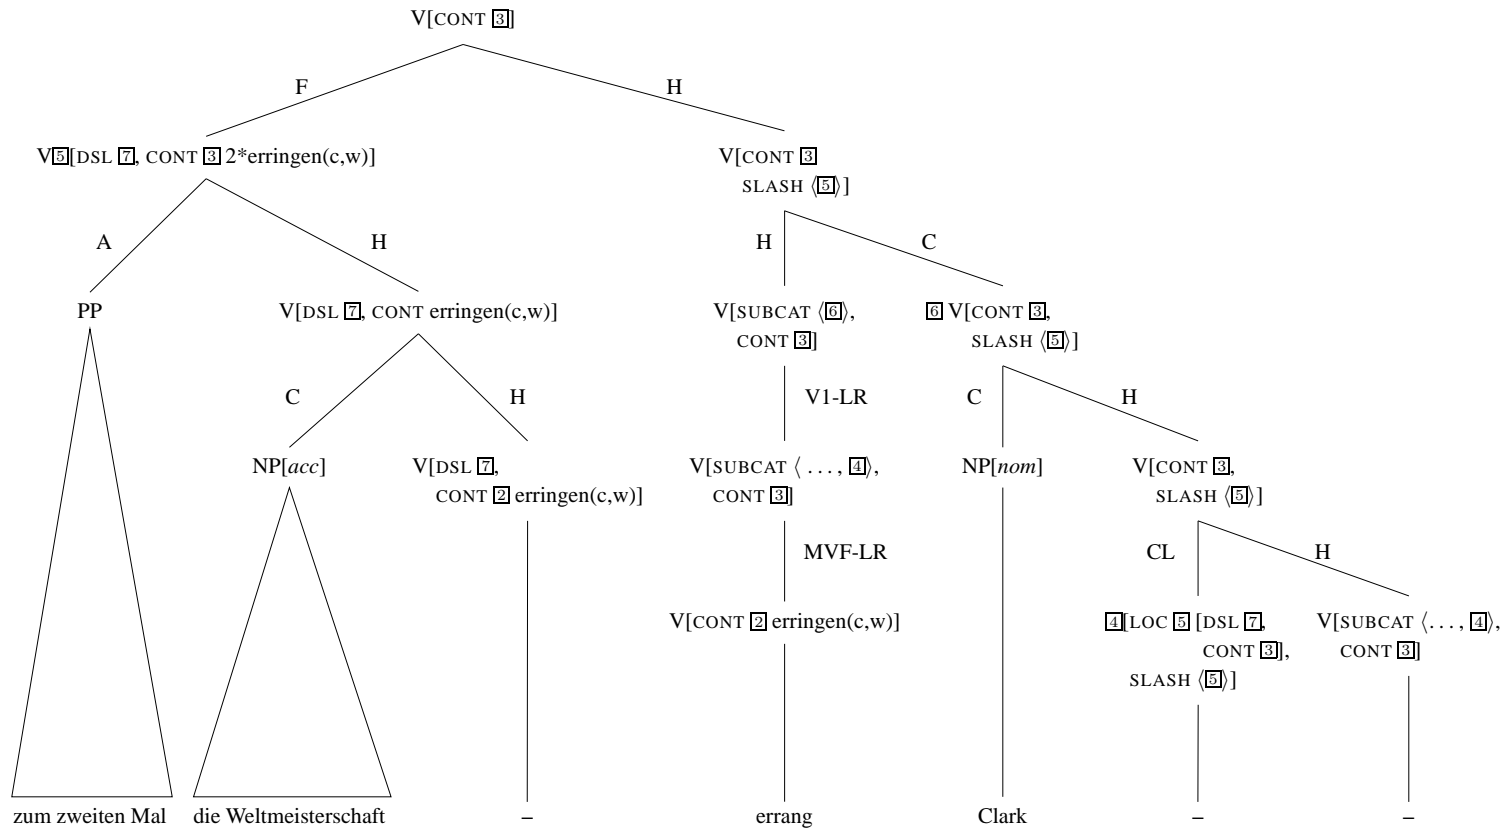 V[CONT 3]
F H
V5[DSL 7, CONT 3 2*erringen(c,w)] V[CONT 3
SLASH ⟨5⟩]
A H H C
PP V[DSL 7, CONT erringen(c,w)] V[SUBCAT ⟨6⟩, 6 V[CONT 3,
CONT 3] SLASH ⟨5⟩]
C H V1-LR C H
NP[acc] V[DSL 7, V[SUBCAT ⟨ ..., 4⟩, NP[nom] V[CONT 3,
CONT 2 erringen(c,w)] CONT 3] SLASH ⟨5⟩]
MVF-LR CL H
V[CONT 2 erringen(c,w)] 4[LOC 5 [DSL 7, V[SUBCAT ⟨..., 4⟩,
CONT 3], CONT 3]
SLASH ⟨5⟩]
zum zweiten Mal die Weltmeisterschaft – errang Clark – –